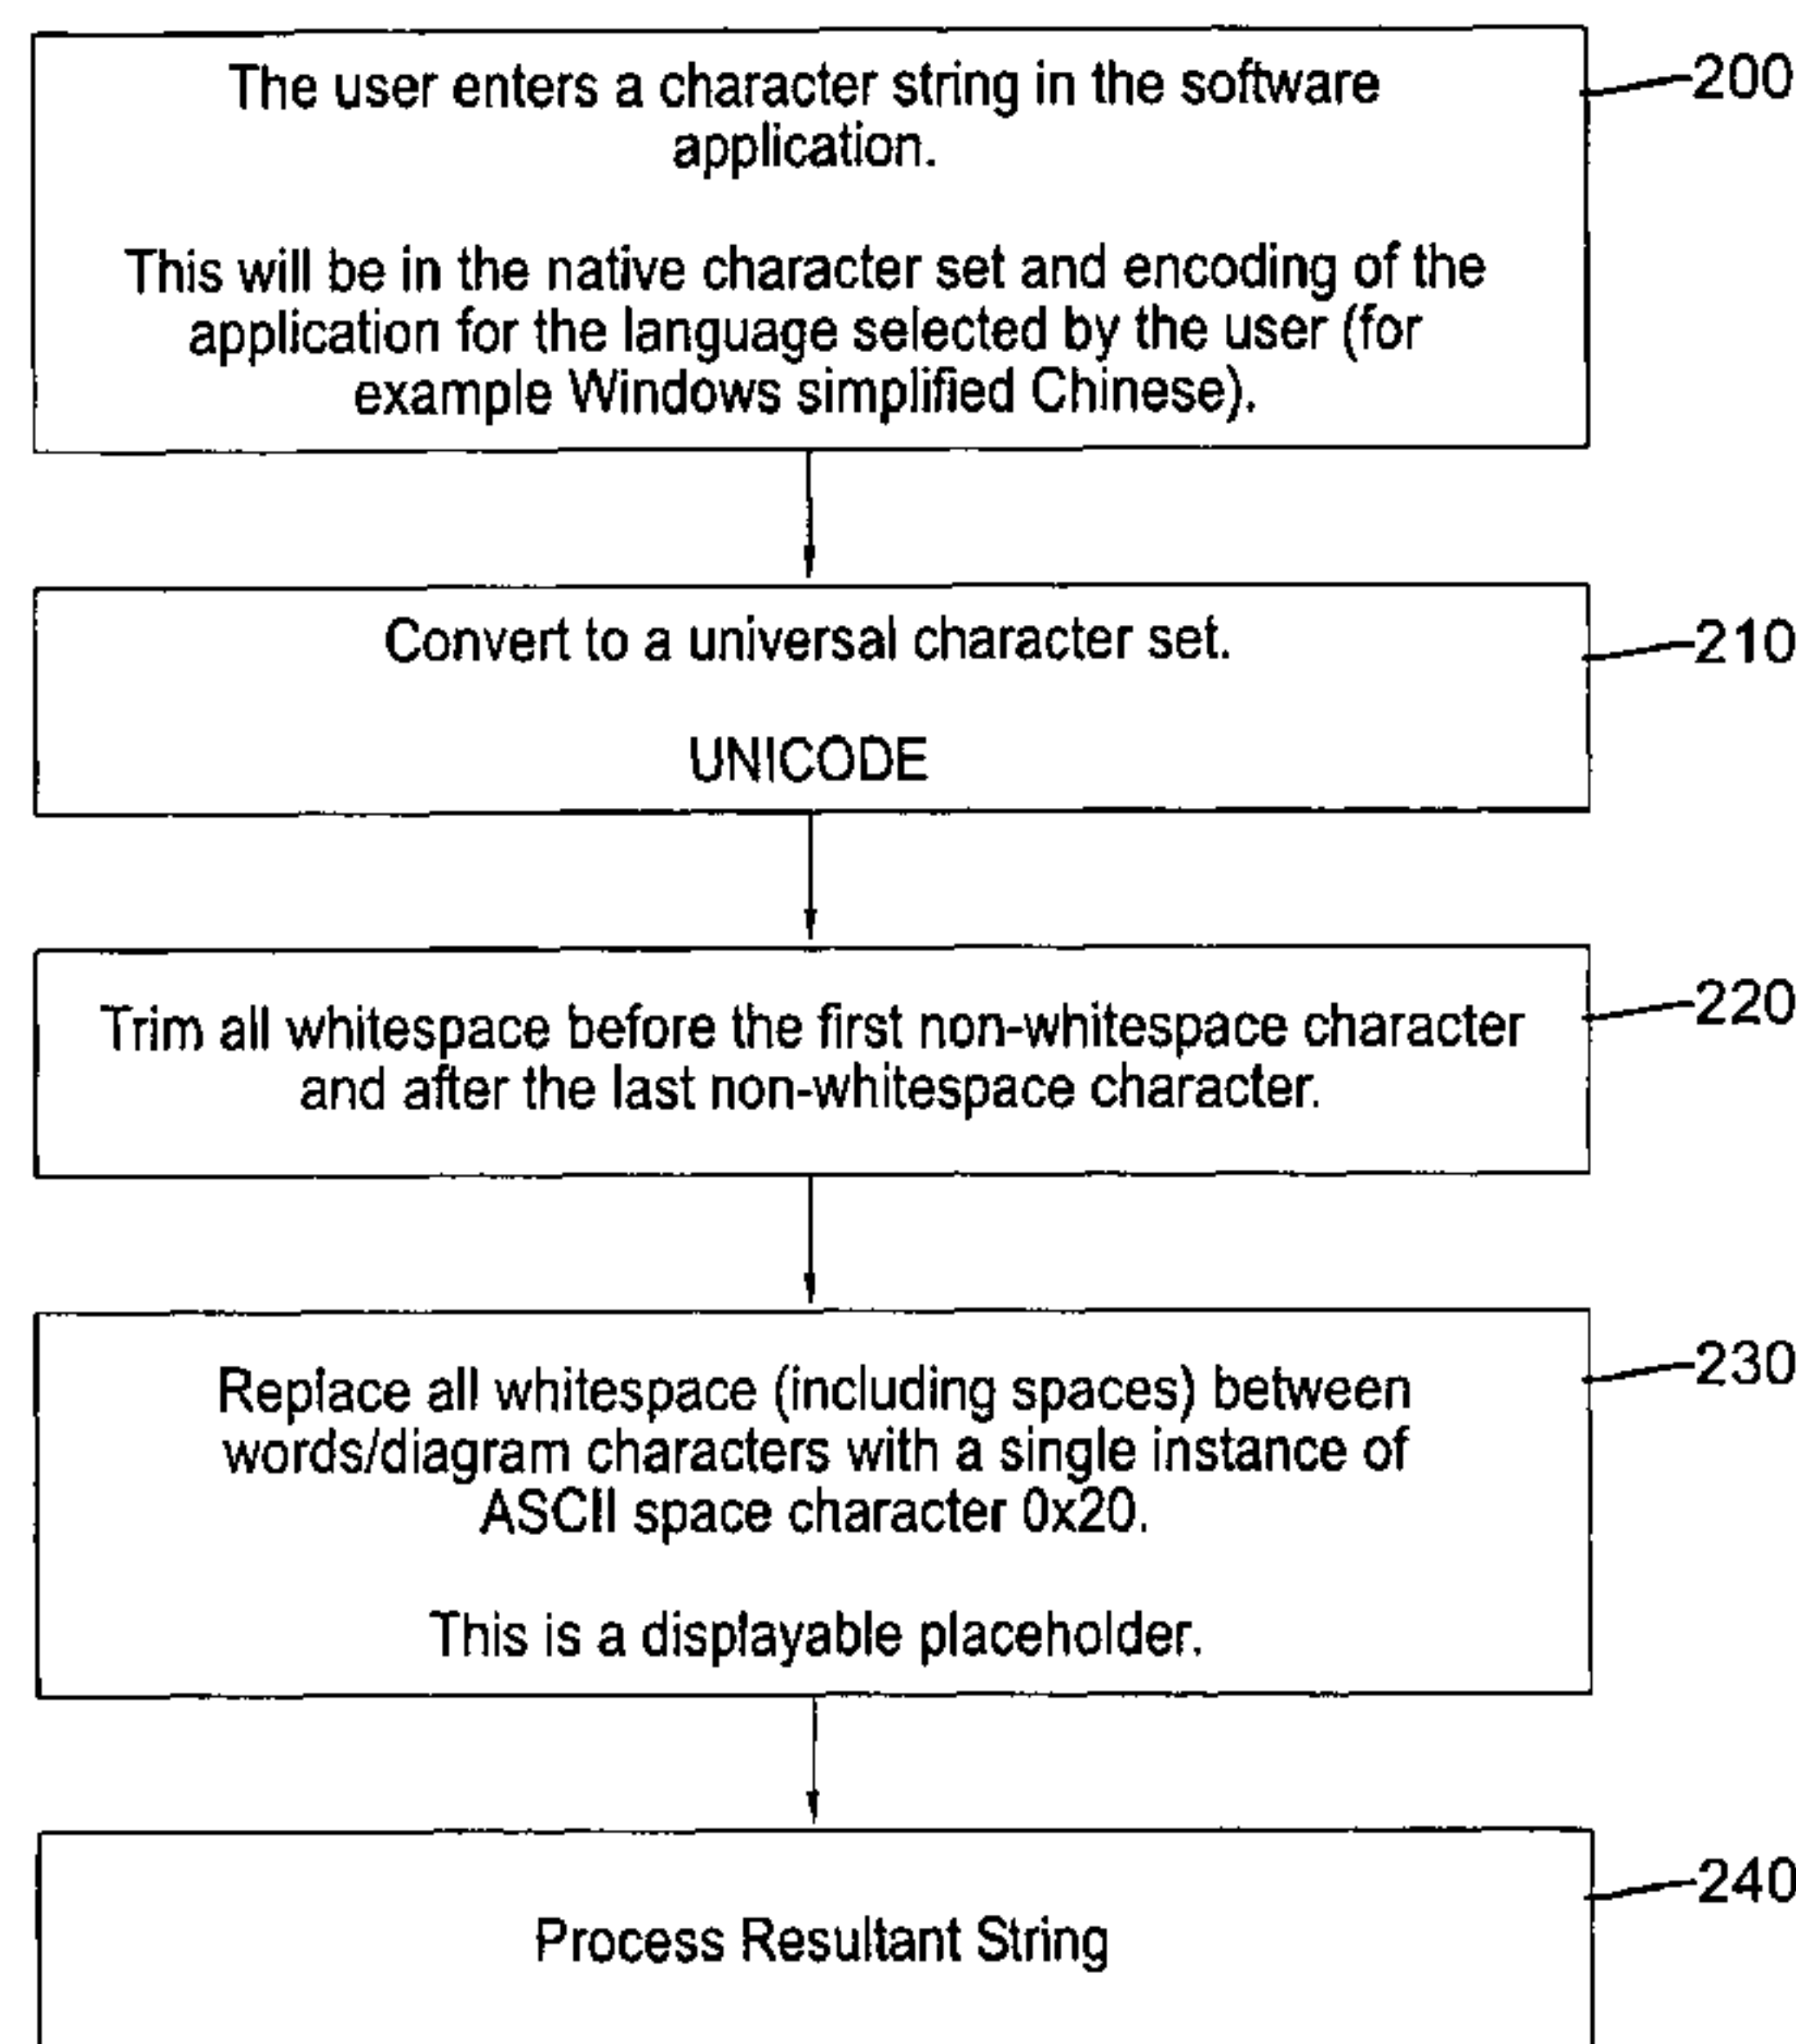 The user enters a character string in the software
application.
200
This will be in the native character set and encoding of the
application for the language selected by the user (for
example Windows simplified Chinese).
Convert to a universal character set.
210
UNICODE
Trim all whitespace before the first non-whitespace character
and after the last non-whitespace character.
220
Replace all whitespace (including spaces) between
words/diagram characters with a single instance of
ASCII space character 0x20.
230
This is a displayable placeholder.
Process Resultant String
240